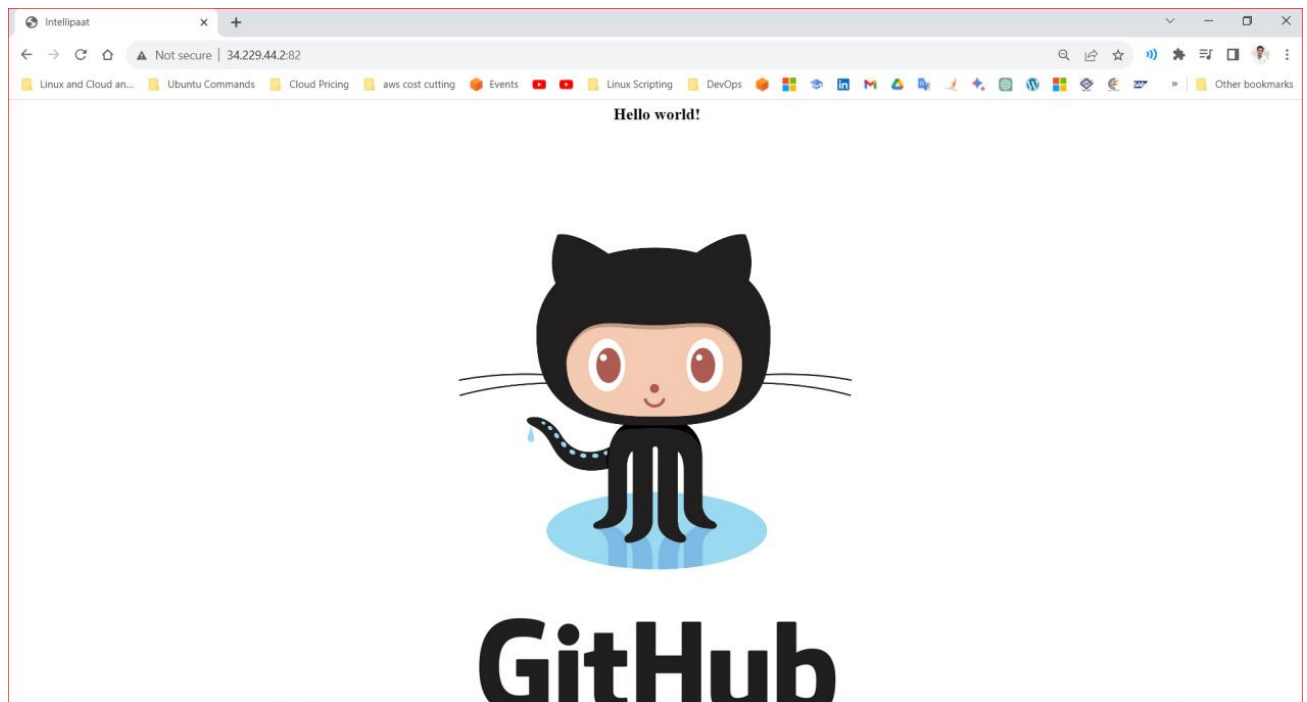 Intellipaat
Not secure | 34.229.44.2:82
Linux and Cloud an... Ubuntu Commands Cloud Pricing aws cost cutting Events Linux Scripting DevOps » Other bookmarks
Hello world!
GitHub